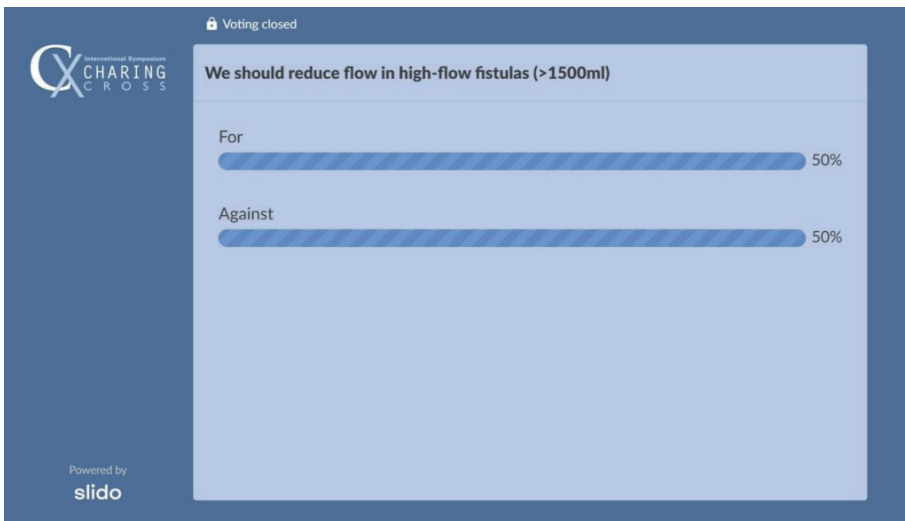 Voting closed
International Symposium
CX CHARING
CROSS
We should reduce flow in high-flow fistulas (>1500ml)
For
50%
Against
50%
Powered by
slido